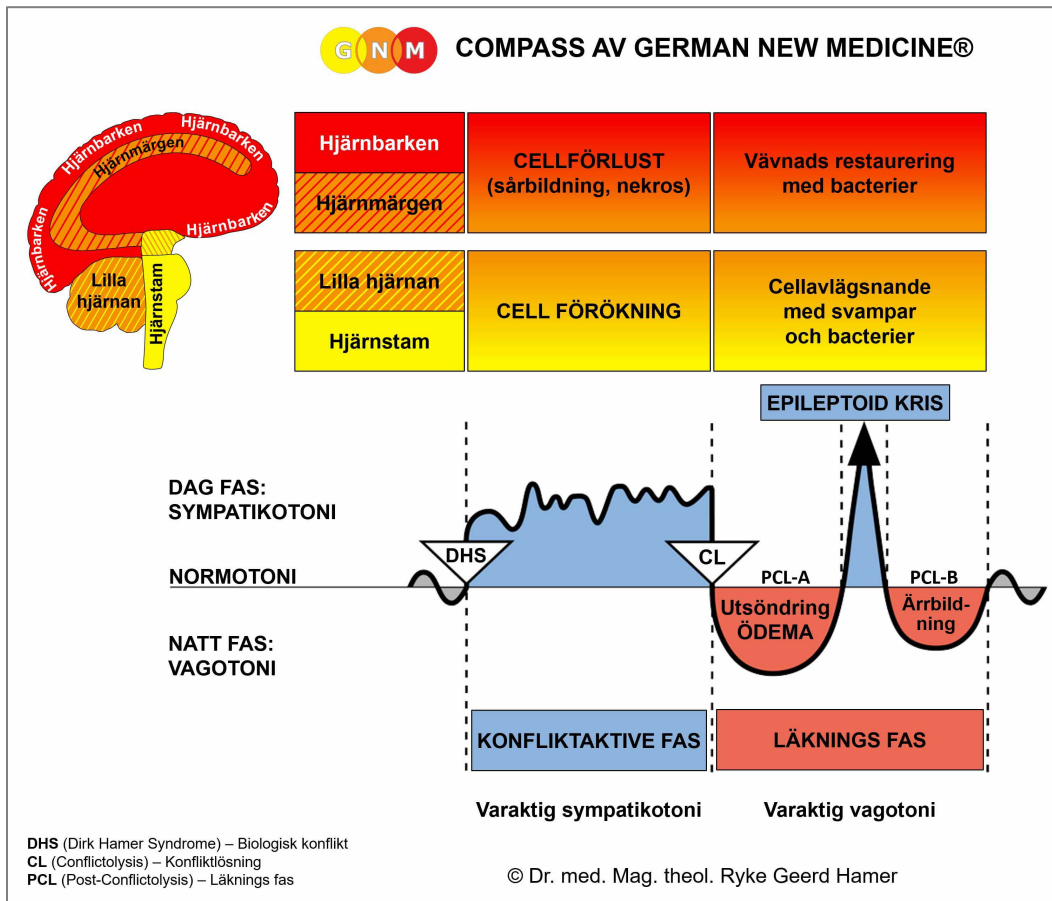 G N M
COMPASS AV GERMAN NEW MEDICINE®
Hjärnbarken
Hjärnbarken
Hjärnmärgen
Hjärnbarken
Hjärnbarken
Hjärnbarken
Lilla
hjärnan
Hjärnstam
Hjärnbarken
Hjärnmärgen
CELLFÖRLUST
(sårbildning, nekros)
Vävnads restaurering
med bacterier
Lilla hjärnan
Hjärnstam
CELL FÖRÖKNING
Cellavlägsnande
med svampar
och bacterier
EPILEPTOID KRIS
DAG FAS:
SYMPATIKOTONI
DHS
CL
NORMOTONI
PCL-A
PCL-B
Utsöndring
ÖDEMA
Ärrbild-
ning
NATT FAS:
VAGOTONI
KONFLIKTAKTIVE FAS
LÄKNINGS FAS
Varaktig sympatikotoni
Varaktig vagotoni
DHS (Dirk Hamer Syndrome) – Biologisk konflikt
CL (Conflictolysis) – Konfliktlösning
PCL (Post-Conflictolysis) – Läknings fas
© Dr. med. Mag. theol. Ryke Geerd Hamer